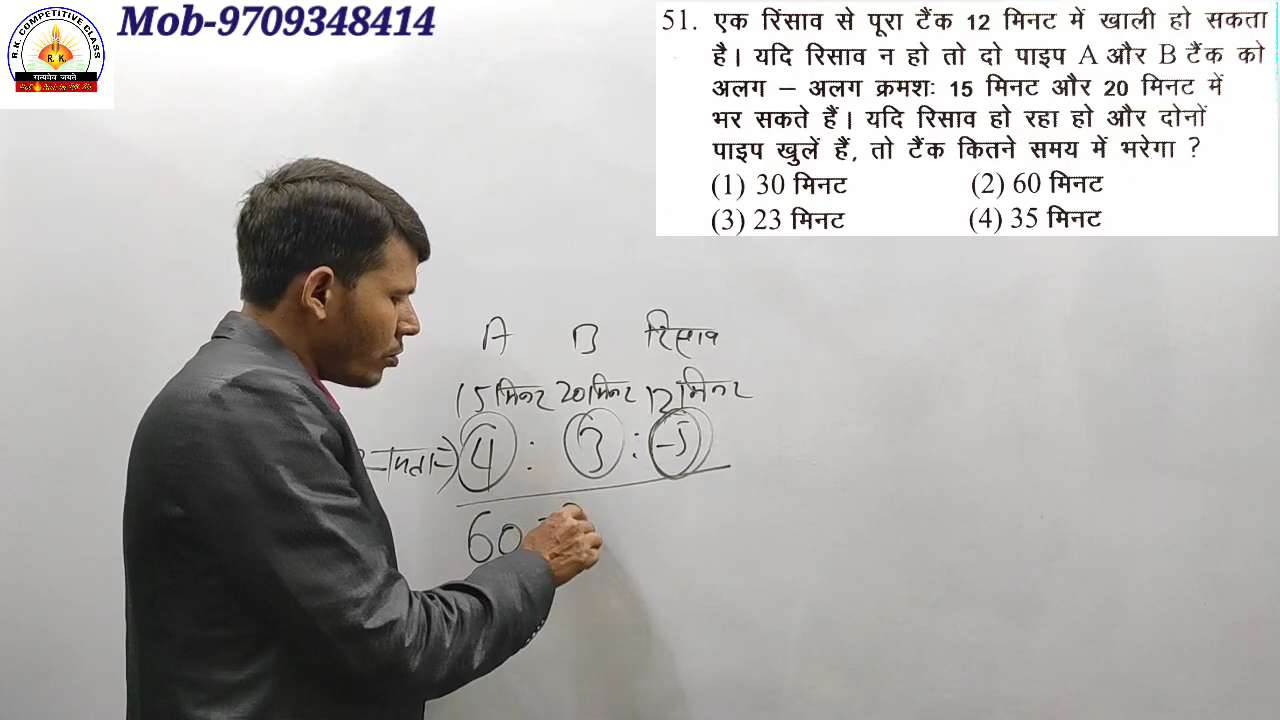 Mob-9709348414
R.K COMPETITIVE CLASS
R. K.
सत्यमेव जयते
51. एक रिंसाव से पूरा टैंक 12 मिनट में खाली हो सकता
है। यदि रिसाव न हो तो दो पाइप A और B टैंक को
अलग – अलग क्रमशः 15 मिनट और 20 मिनट में
भर सकते हैं। यदि रिसाव हो रहा हो और दोनों
पाइप खुलें हैं, तो टैंक कितने समय में भरेगा ?
(1) 30 मिनट (2) 60 मिनट
(3) 23 मिनट (4) 35 मिनट
A B रिसाव
15 मिनट 20 मिनट 12 मिनट
4 : 3 : -5
60